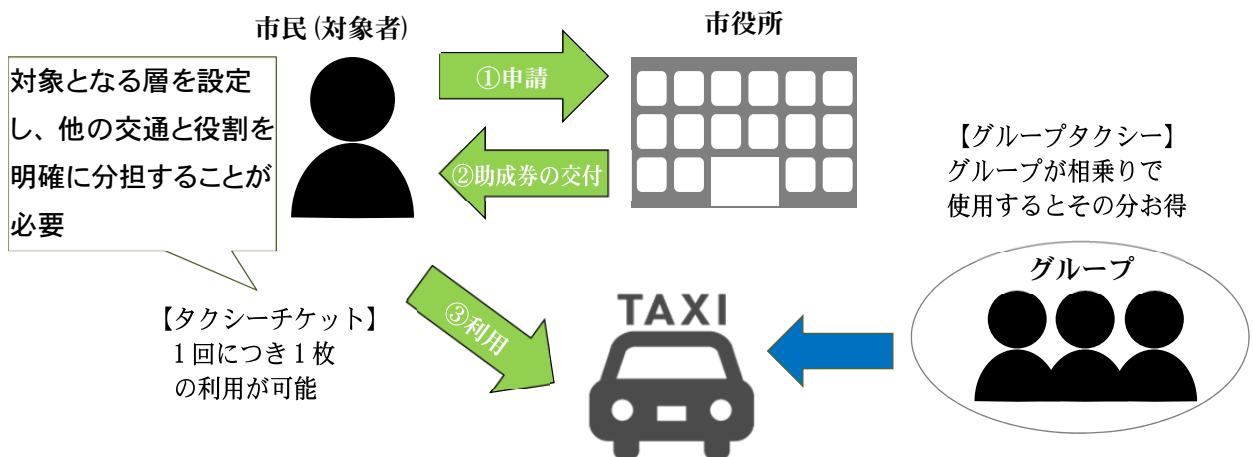 市民(対象者)
市役所
対象となる層を設定
し、他の交通と役割を
明確に分担することが
必要
①申請
②助成券の交付
【グループタクシー】
グループが相乗りで
使用するとその分お得
グループ
③利用
TAXI
【タクシーチケット】
1回につき1枚
の利用が可能